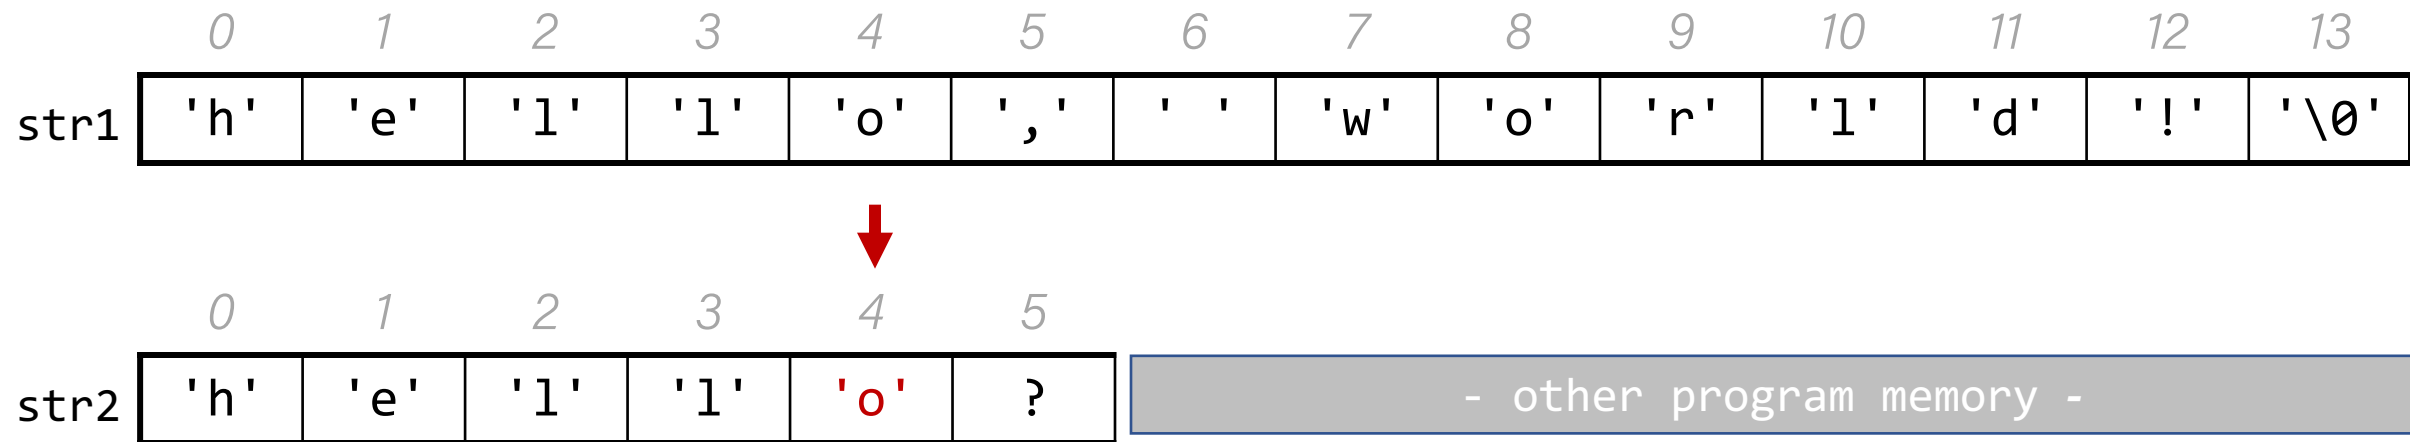 0 1 2 3 4 5 6 7 8 9 10 11 12 13
str1 'h' 'e' 'l' 'l' 'o' ',' ' ' 'w' 'o' 'r' 'l' 'd' '!' '\0'
0 1 2 3 4 5
str2 'h' 'e' 'l' 'l' 'o' ? - other program memory -